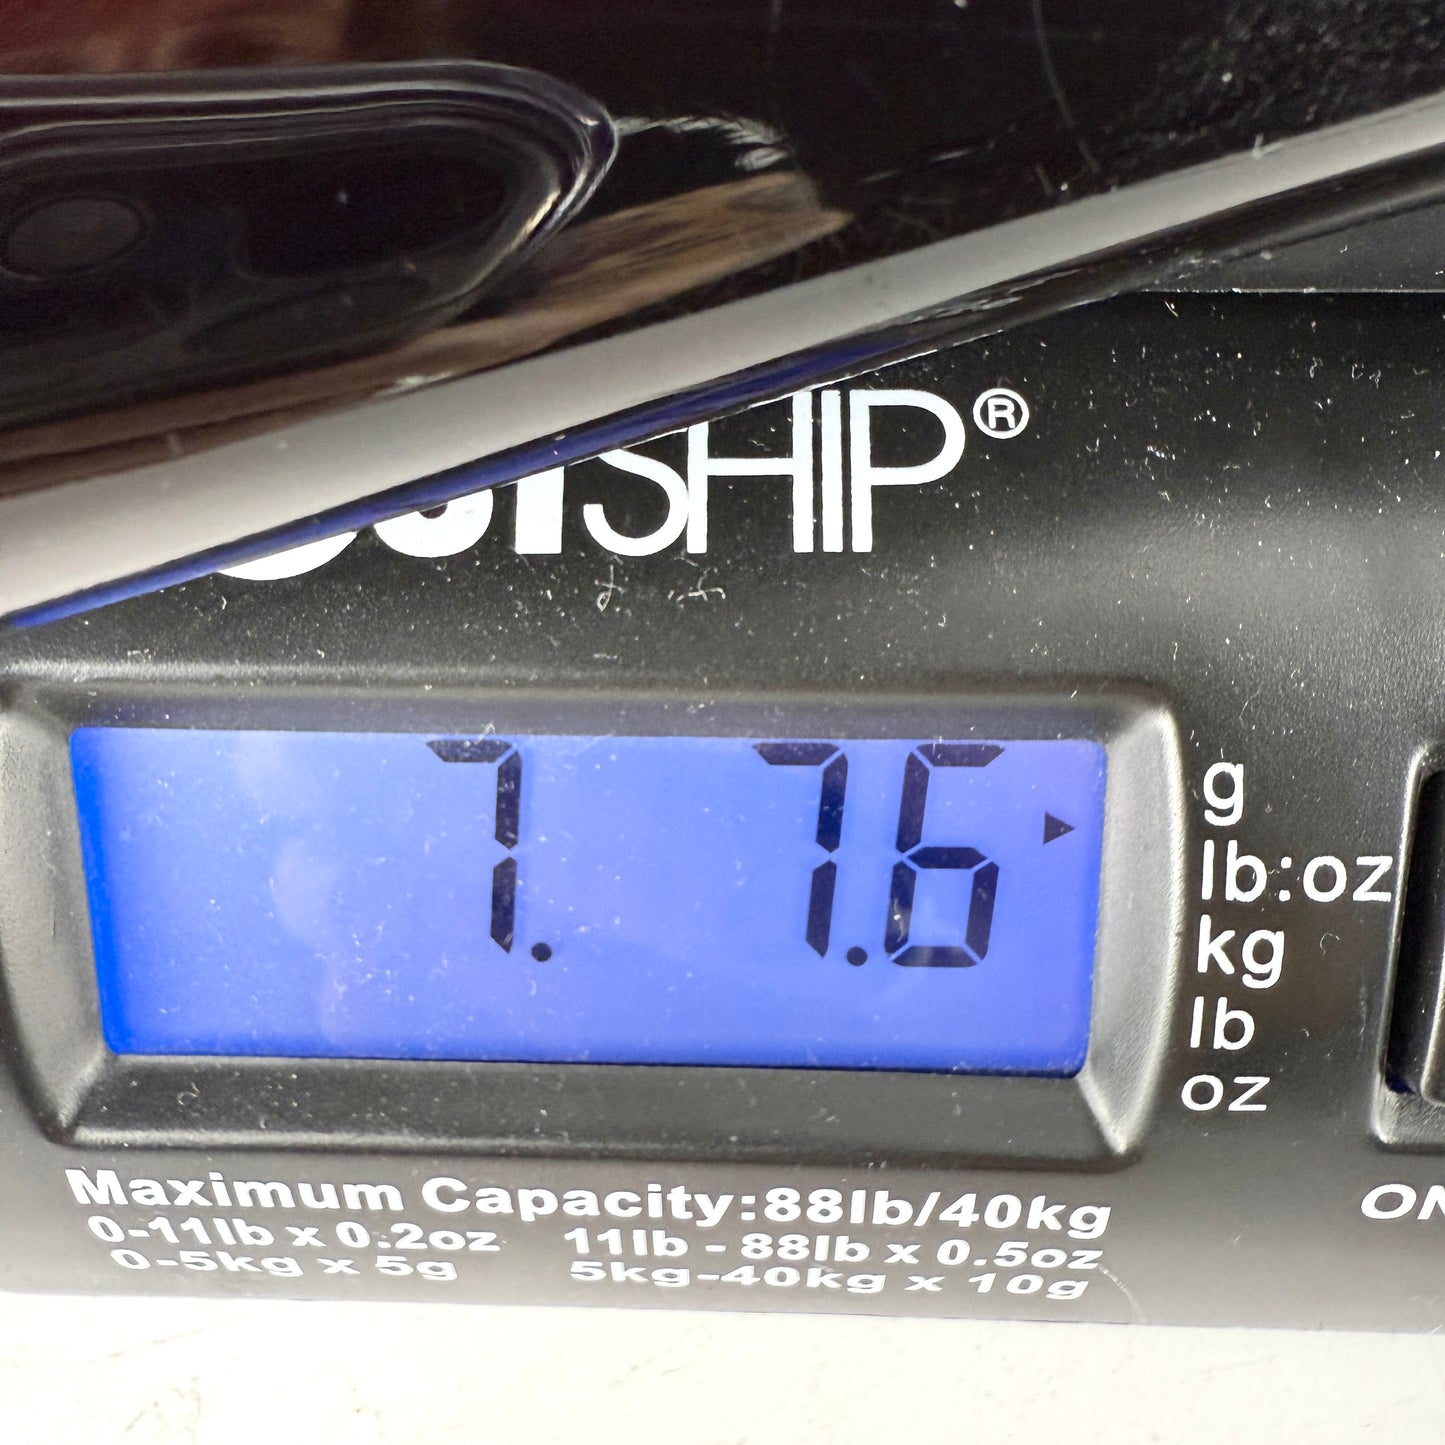 SHIP®
7. 7.6
g
lb:oz
kg
lb
oz
Maximum Capacity:88lb/40kg
0-11lb x 0.2oz 11lb - 88lb x 0.5oz
0-5kg x 5g 5kg-40kg x 10g